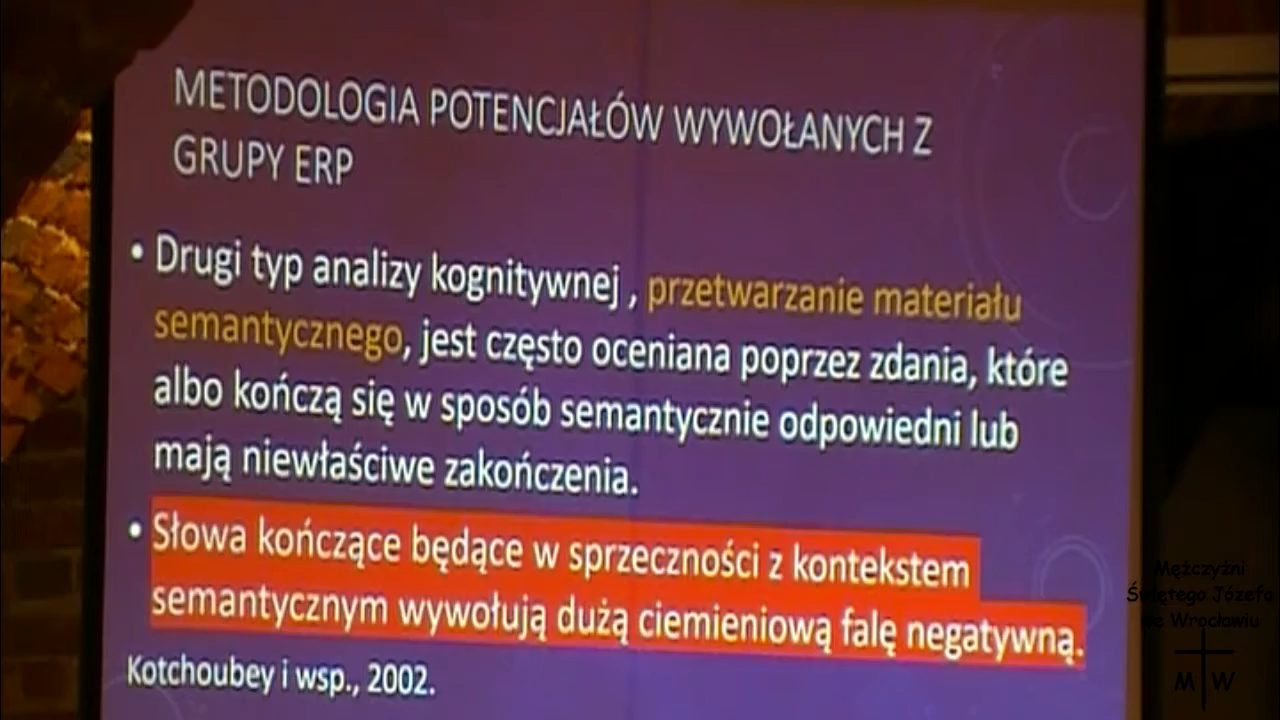 METODOLOGIA POTENCJAŁÓW WYWOŁANYCH Z
GRUPY ERP
• Drugi typ analizy kognitywnej , przetwarzanie materiału
semantycznego, jest często oceniana poprzez zdania, które
albo kończą się w sposób semantycznie odpowiedni lub
mają niewłaściwe zakończenia.
• Słowa kończące będące w sprzeczności z kontekstem
semantycznym wywołują dużą ciemieniową falę negatywną.
Kotchoubey i wsp., 2002.
Mężczyźni
Świętego Józefa
we Wrocławiu
M W